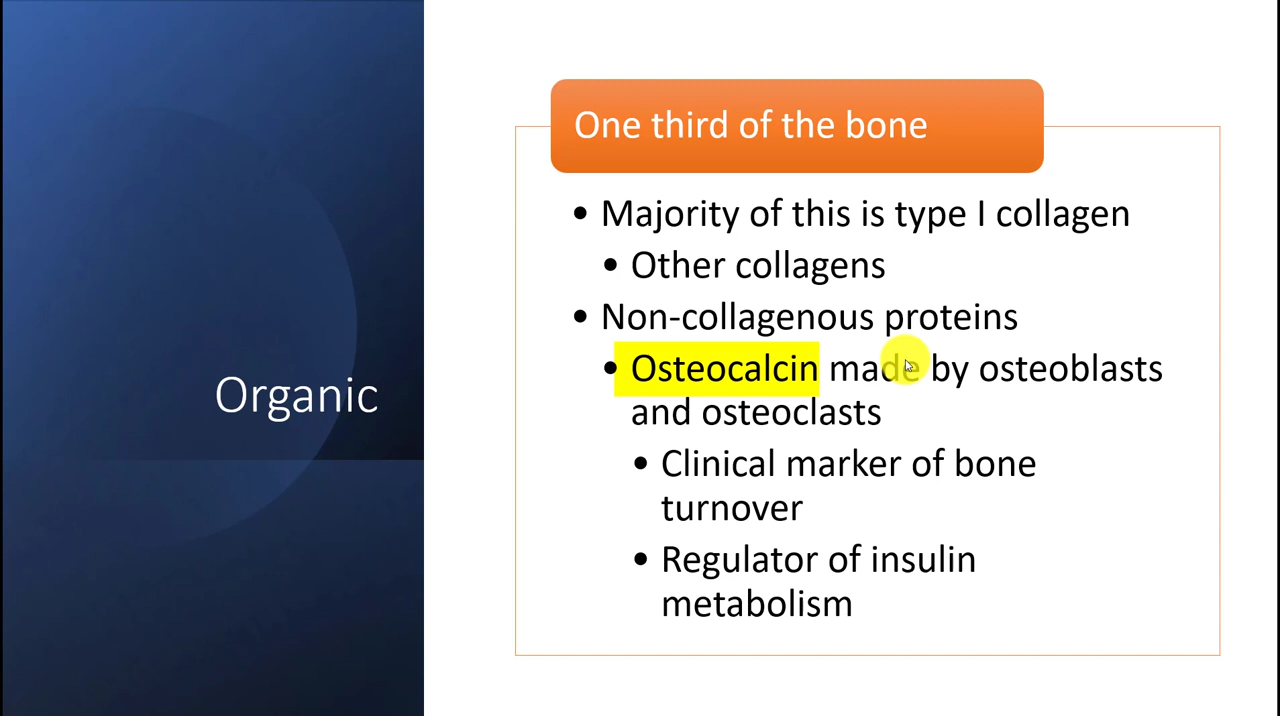 Organic
One third of the bone
• Majority of this is type I collagen
• Other collagens
• Non-collagenous proteins
• Osteocalcin made by osteoblasts
and osteoclasts
• Clinical marker of bone
turnover
• Regulator of insulin
metabolism